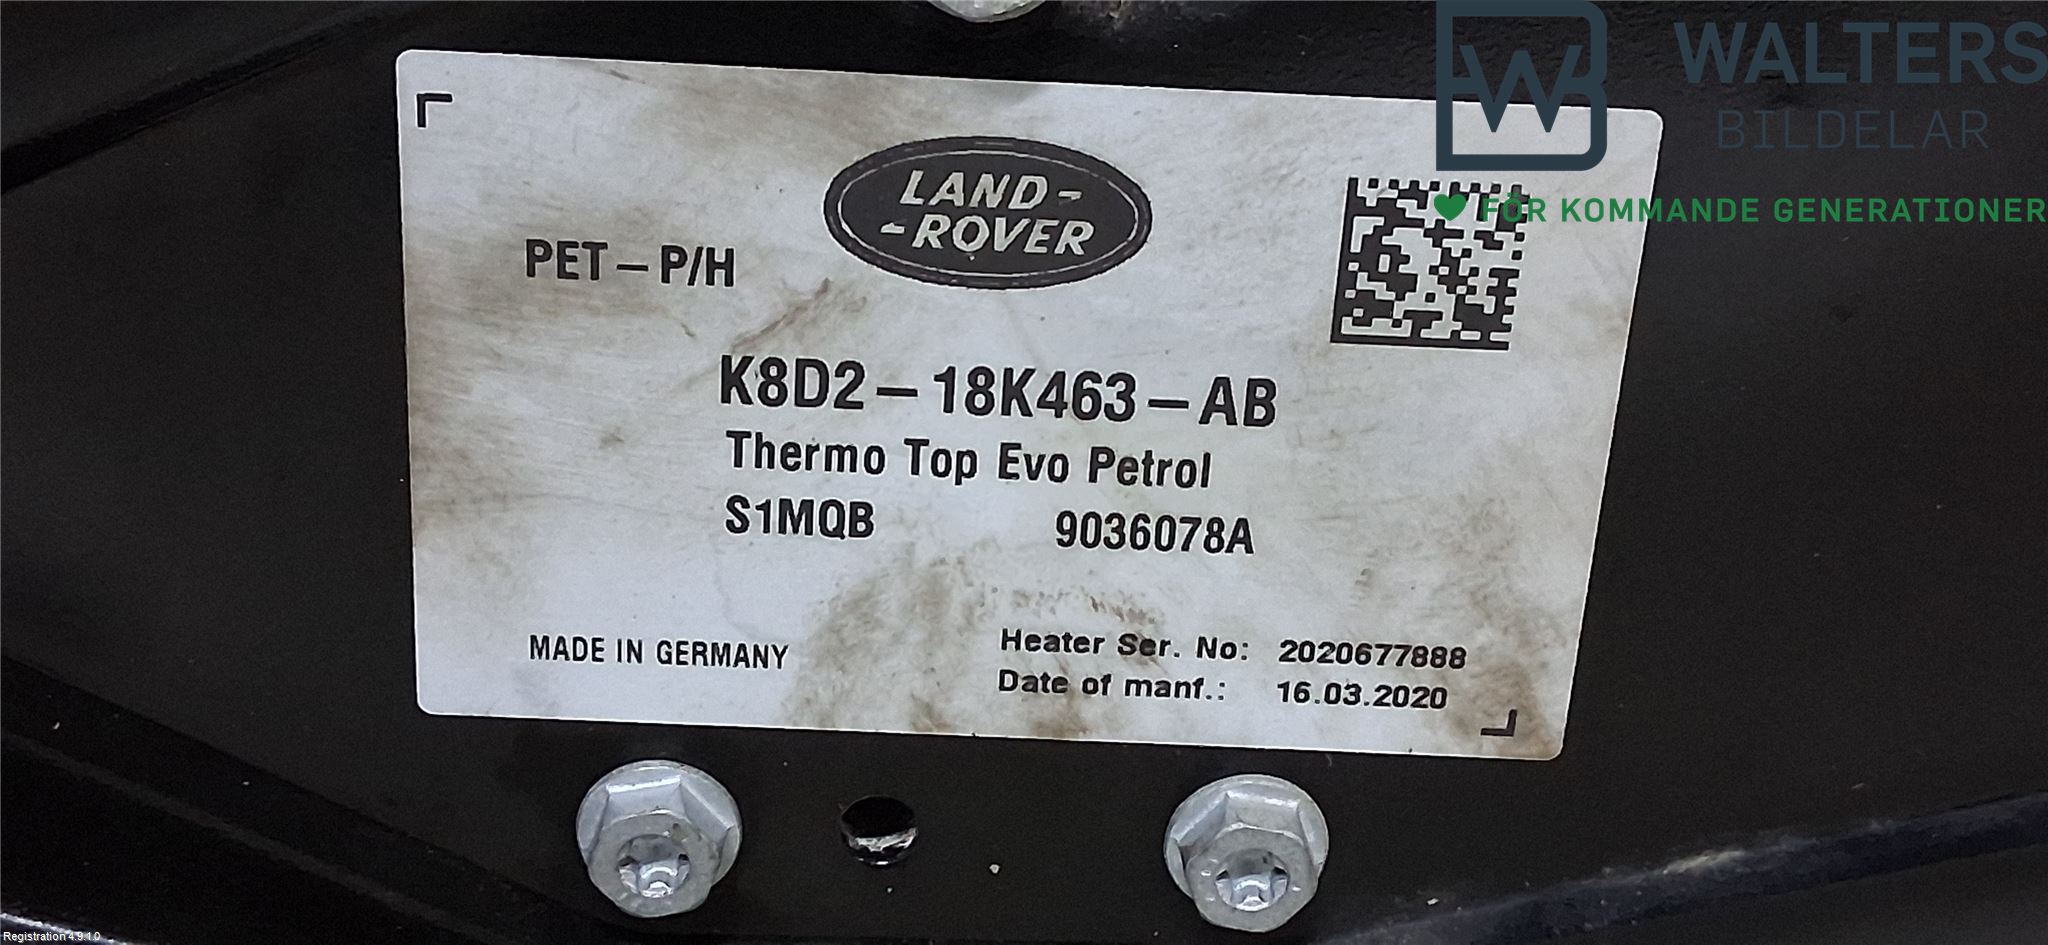 WALTERS
BILDELAR
FÖR KOMMANDE GENERATIONER
LAND-
-ROVER
PET-P/H
K8D2-18K463-AB
Thermo Top Evo Petrol
S1MQB 9036078A
MADE IN GERMANY
Heater Ser. No: 2020677888
Date of manf.: 16.03.2020
Registration 4.9.1.0